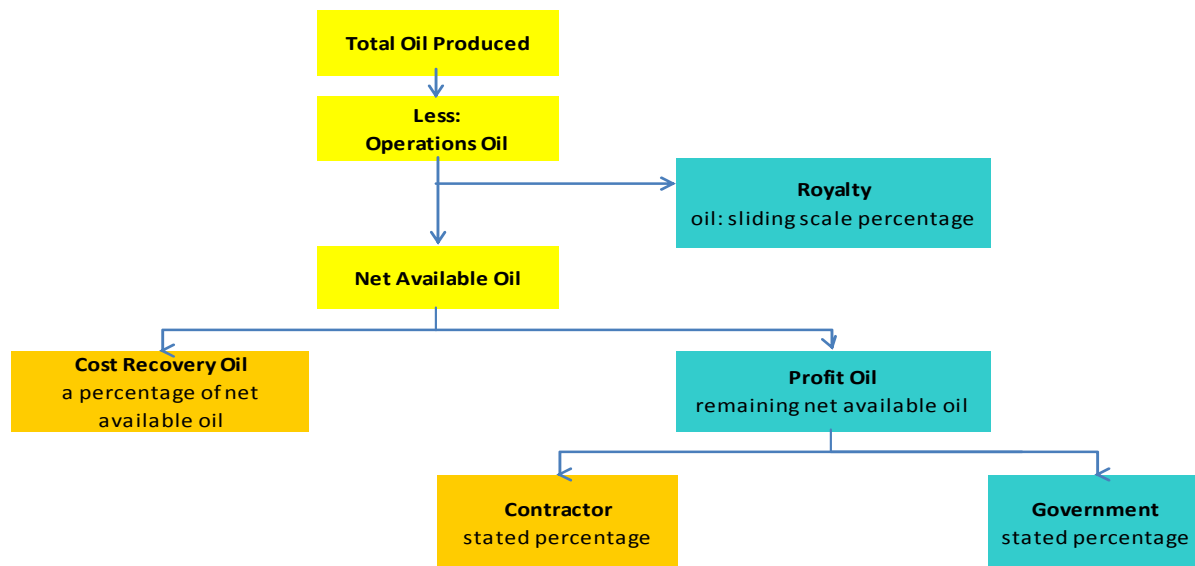 Total Oil Produced
Less:
Operations Oil
Royalty
oil: sliding scale percentage
Net Available Oil
Cost Recovery Oil
a percentage of net
available oil
Profit Oil
remaining net available oil
Contractor
stated percentage
Government
stated percentage